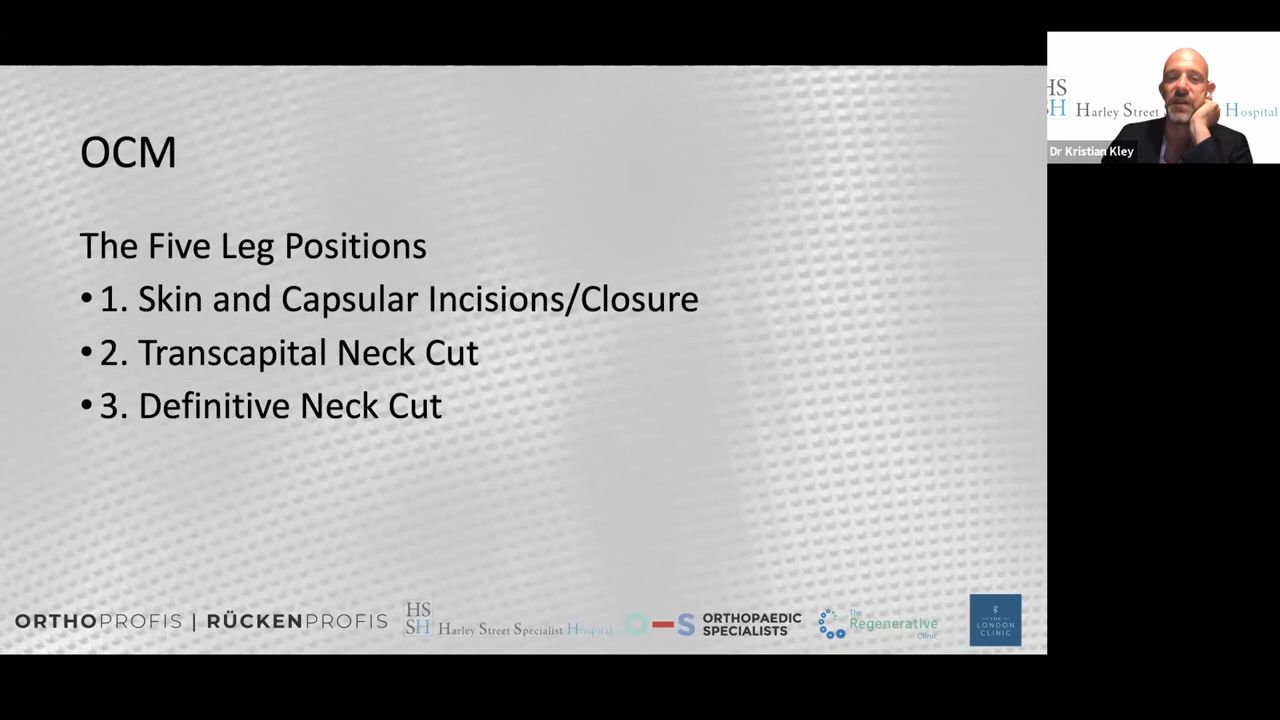 OCM
The Five Leg Positions
• 1. Skin and Capsular Incisions/Closure
• 2. Transcapital Neck Cut
• 3. Definitive Neck Cut
ORTHOPROFIS | RÜCKENPROFIS
HS
SH Harley Street Specialist Hospital
O–S ORTHOPAEDIC
SPECIALISTS
The
Regenerative
Clinic
THE
LONDON
CLINIC
HS
SH Harley Street S Hospital
Dr Kristian Kley